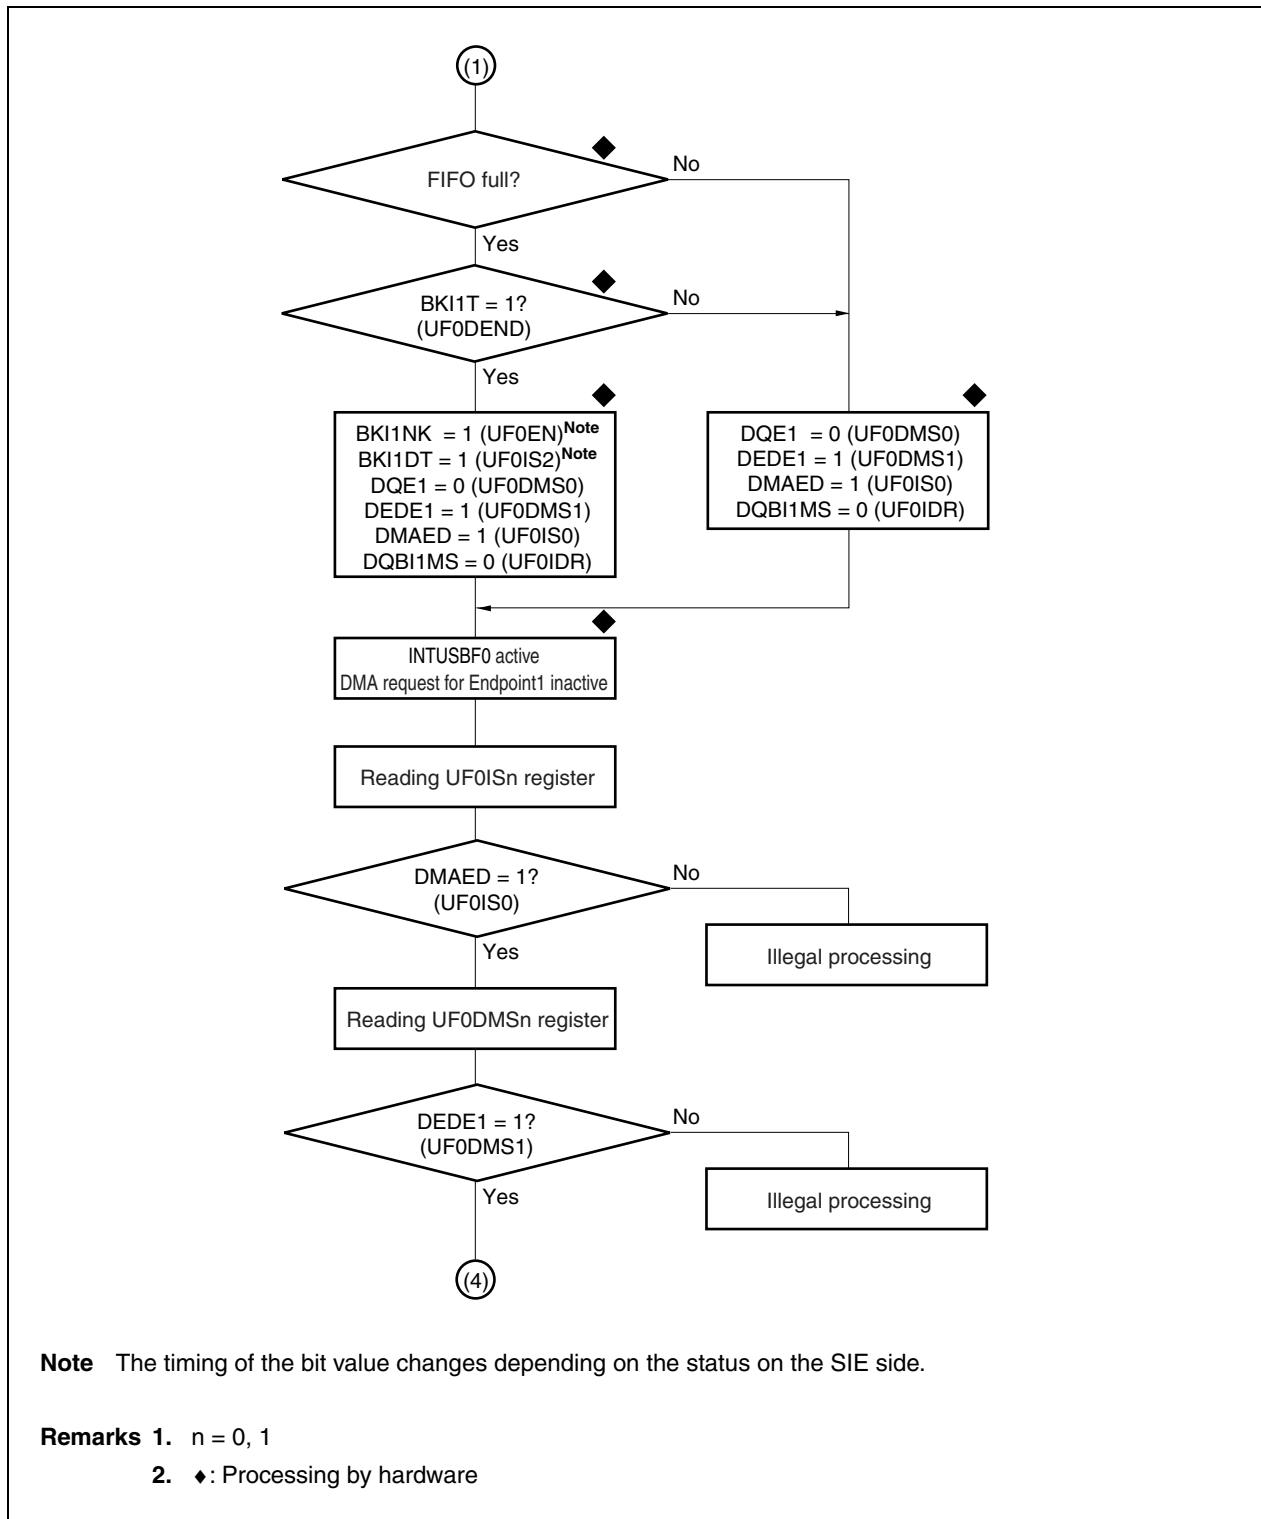 (1)
FIFO full?
No
Yes
BKI1T = 1?
(UF0DEND)
No
Yes
BKI1NK = 1 (UF0EN)Note
BKI1DT = 1 (UF0IS2)Note
DQE1 = 0 (UF0DMS0)
DEDE1 = 1 (UF0DMS1)
DMAED = 1 (UF0IS0)
DQBI1MS = 0 (UF0IDR)
DQE1 = 0 (UF0DMS0)
DEDE1 = 1 (UF0DMS1)
DMAED = 1 (UF0IS0)
DQBI1MS = 0 (UF0IDR)
INTUSBF0 active
DMA request for Endpoint1 inactive
Reading UF0ISn register
DMAED = 1?
(UF0IS0)
No
Yes
Illegal processing
Reading UF0DMSn register
DEDE1 = 1?
(UF0DMS1)
No
Yes
Illegal processing
(4)
Note The timing of the bit value changes depending on the status on the SIE side.
Remarks 1. n = 0, 1
2. ♦: Processing by hardware